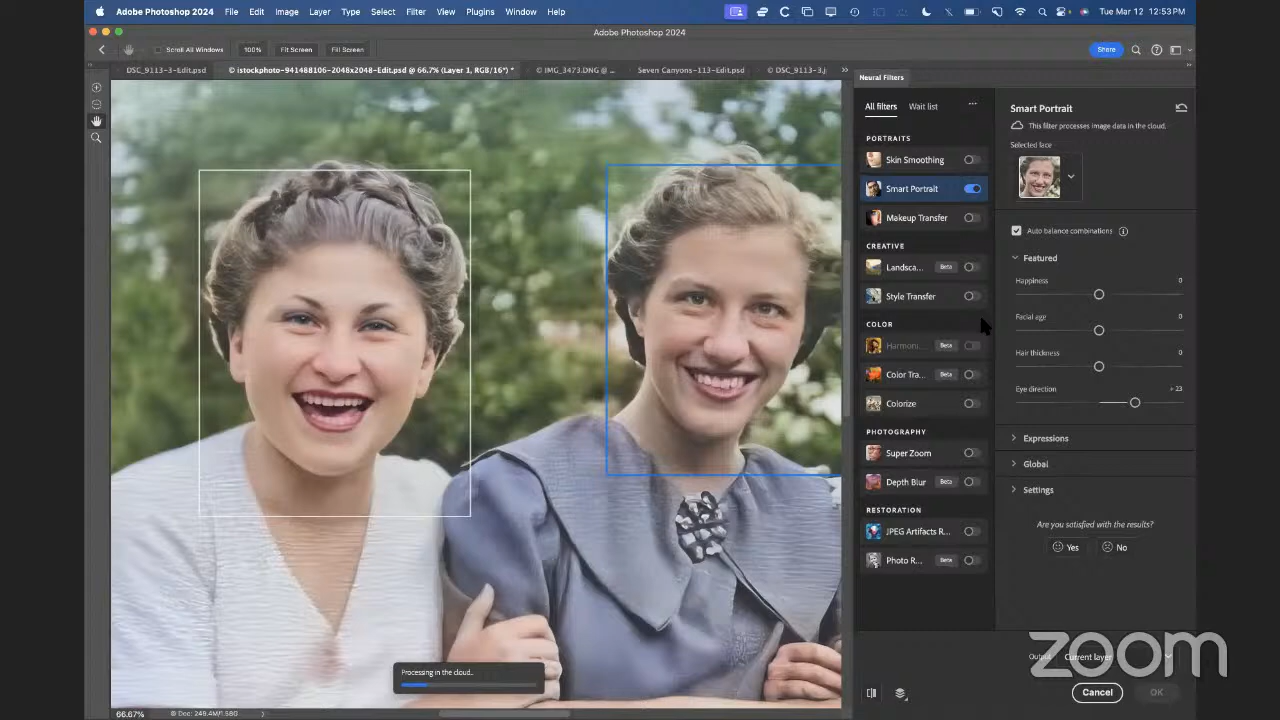 Adobe Photoshop 2024 File Edit Image Layer Type Select Filter View Plugins Window Help Tue Mar 12 12:53 PM
Adobe Photoshop 2024
Scroll All Windows 100% Fit Screen Fill Screen Share
DSC_9113-3-Edit.psd © istockphoto-941488106-2048x2048-Edit.psd @ 66.7% (Layer 1, RGB/16*) * © IMG_3473.DNG @ ... Seven Canyons-113-Edit.psd © DSC_9113-3.j
Neural Filters
All filters Wait list
Smart Portrait
This filter processes image data in the cloud.
Selected face
PORTRAITS
Skin Smoothing
Smart Portrait
Makeup Transfer
CREATIVE
Landsca... Beta
Style Transfer
COLOR
Harmoni... Beta
Color Tra... Beta
Colorize
PHOTOGRAPHY
Super Zoom
Depth Blur Beta
RESTORATION
JPEG Artifacts R...
Photo R... Beta
Auto balance combinations
Featured
Happiness 0
Facial age 0
Hair thickness 0
Eye direction +23
Expressions
Global
Settings
Are you satisfied with the results?
Yes No
Output Current layer
zoom
Cancel OK
Processing in the cloud...
66.67% © Doc: 249.4M/1.58G